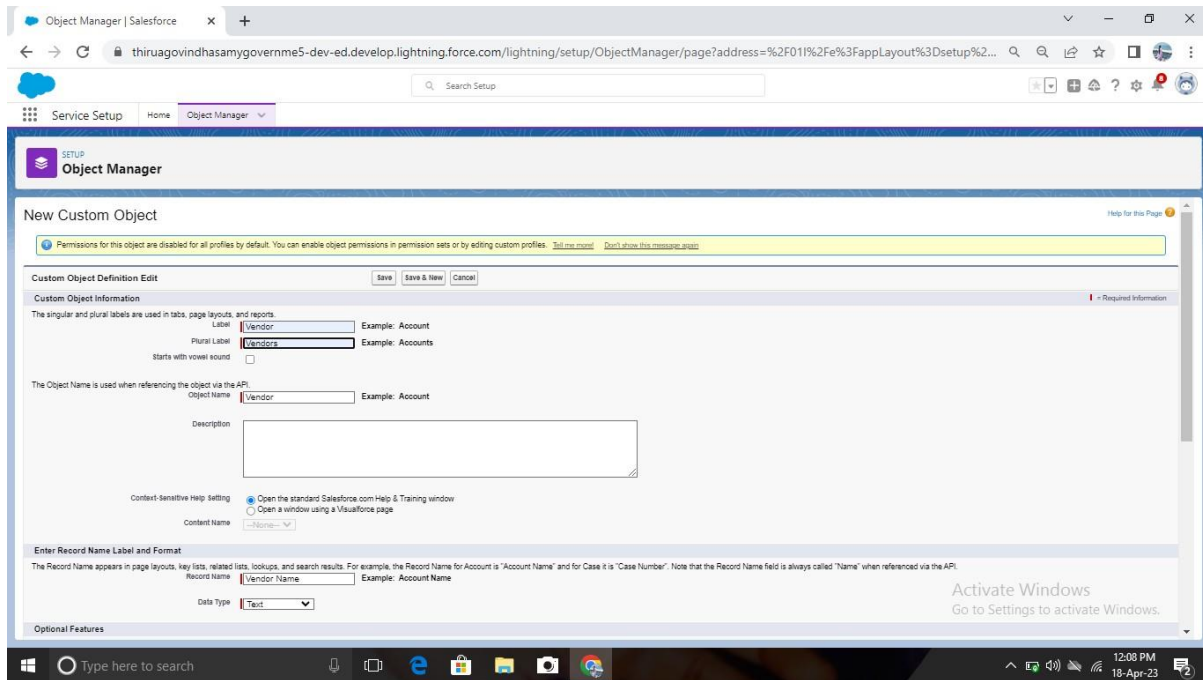 Object Manager | Salesforce
thiruagovindhasamygovernme5-dev-ed.develop.lightning.force.com/lightning/setup/ObjectManager/page?address=%2F01I%2Fe%3FappLayout%3Dsetup%2...
Search Setup
Service Setup Home Object Manager
SETUP
Object Manager
New Custom Object
Help for this Page
Permissions for this object are disabled for all profiles by default. You can enable object permissions in permission sets or by editing custom profiles. Tell me more! Don't show this message again
Custom Object Definition Edit Save Save & New Cancel
Custom Object Information = Required Information
The singular and plural labels are used in tabs, page layouts, and reports.
Label Vendor Example: Account
Plural Label Vendors Example: Accounts
Starts with vowel sound
The Object Name is used when referencing the object via the API.
Object Name Vendor Example: Account
Description
Context-Sensitive Help Setting Open the standard Salesforce.com Help & Training window
Open a window using a Visualforce page
Content Name --None--
Enter Record Name Label and Format
The Record Name appears in page layouts, key lists, related lists, lookups, and search results. For example, the Record Name for Account is "Account Name" and for Case it is "Case Number". Note that the Record Name field is always called "Name" when referenced via the API.
Record Name Vendor Name Example: Account Name
Data Type Text
Activate Windows
Go to Settings to activate Windows.
Optional Features
Type here to search
12:08 PM
18-Apr-23
2